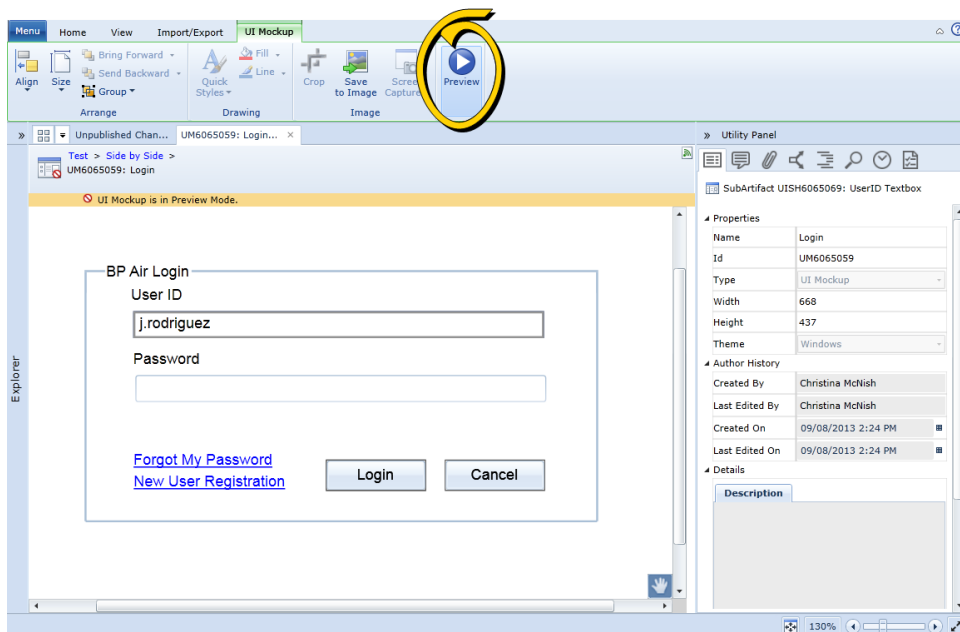 Menu Home View Import/Export UI Mockup
Align
Size
Bring Forward
Send Backward
Group
Arrange
Quick
Styles
Fill
Line
Drawing
Crop
Save
to Image
Screen
Capture
Image
Preview
Unpublished Chan... UM6065059: Login... ×
Test > Side by Side >
UM6065059: Login
UI Mockup is in Preview Mode.
Explorer
BP Air Login
User ID
j.rodriguez
Password
Forgot My Password
New User Registration
Login Cancel
» Utility Panel
SubArtifact UISH6065069: UserID Textbox
Properties
Name Login
Id UM6065059
Type UI Mockup
Width 668
Height 437
Theme Windows
Author History
Created By Christina McNish
Last Edited By Christina McNish
Created On 09/08/2013 2:24 PM
Last Edited On 09/08/2013 2:24 PM
Details
Description
130%